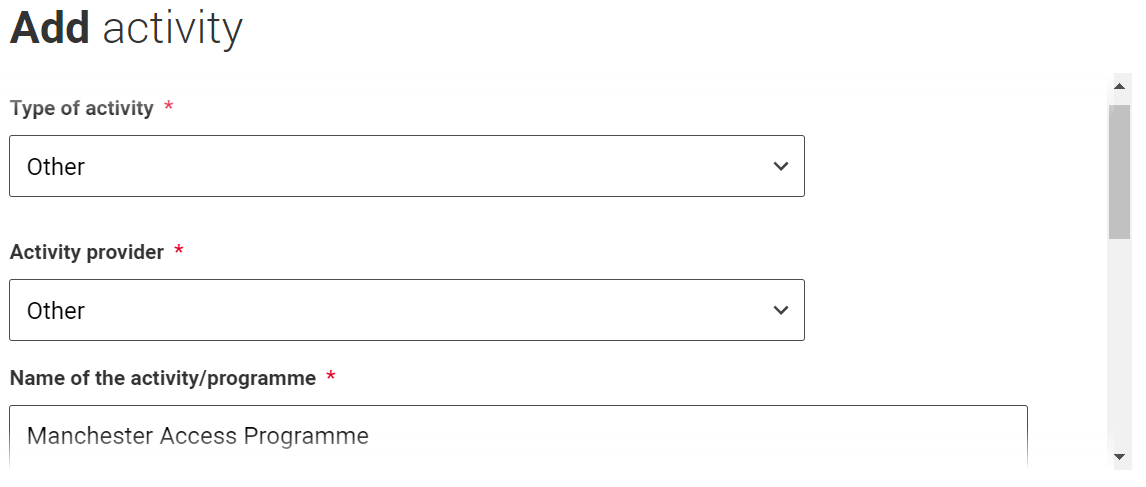 Add activity
Type of activity *
Other
Activity provider *
Other
Name of the activity/programme *
Manchester Access Programme